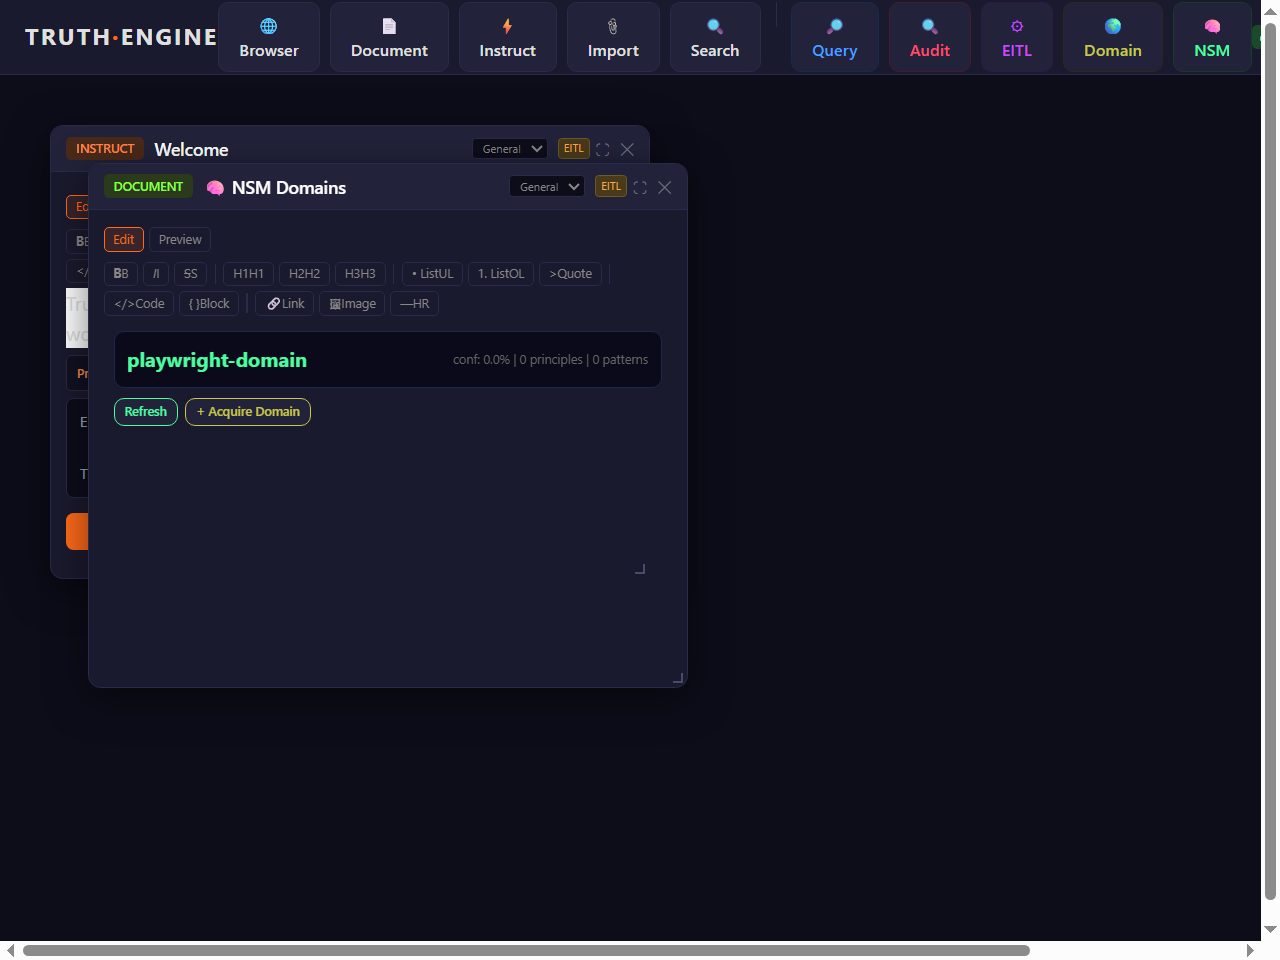 TRUTH·ENGINE
Browser
Document
Instruct
Import
Search
Query
Audit
EITL
Domain
NSM
INSTRUCT
Welcome
General
EITL
DOCUMENT
NSM Domains
General
EITL
Edit
Preview
BB
II
SS
H1H1
H2H2
H3H3
• ListUL
1. ListOL
>Quote
</>Code
{ }Block
Link
Image
—HR
playwright-domain
conf: 0.0% | 0 principles | 0 patterns
Refresh
+ Acquire Domain